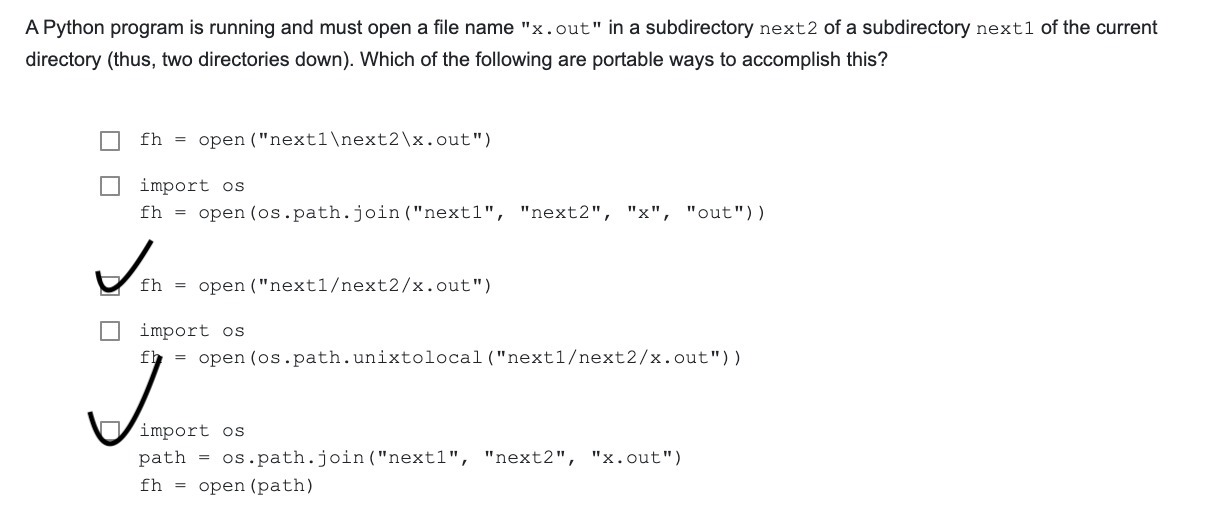 A Python program is running and must open a file name "x.out" in a subdirectory next2 of a subdirectory next1 of the current
directory (thus, two directories down). Which of the following are portable ways to accomplish this?
fh = open("next1\next2\x.out")
import os
fh = open(os.path.join("next1", "next2", "x", "out"))
fh = open("next1/next2/x.out")
import os
fh = open(os.path.unixtolocal("next1/next2/x.out"))
import os
path = os.path.join("next1", "next2", "x.out")
fh = open(path)